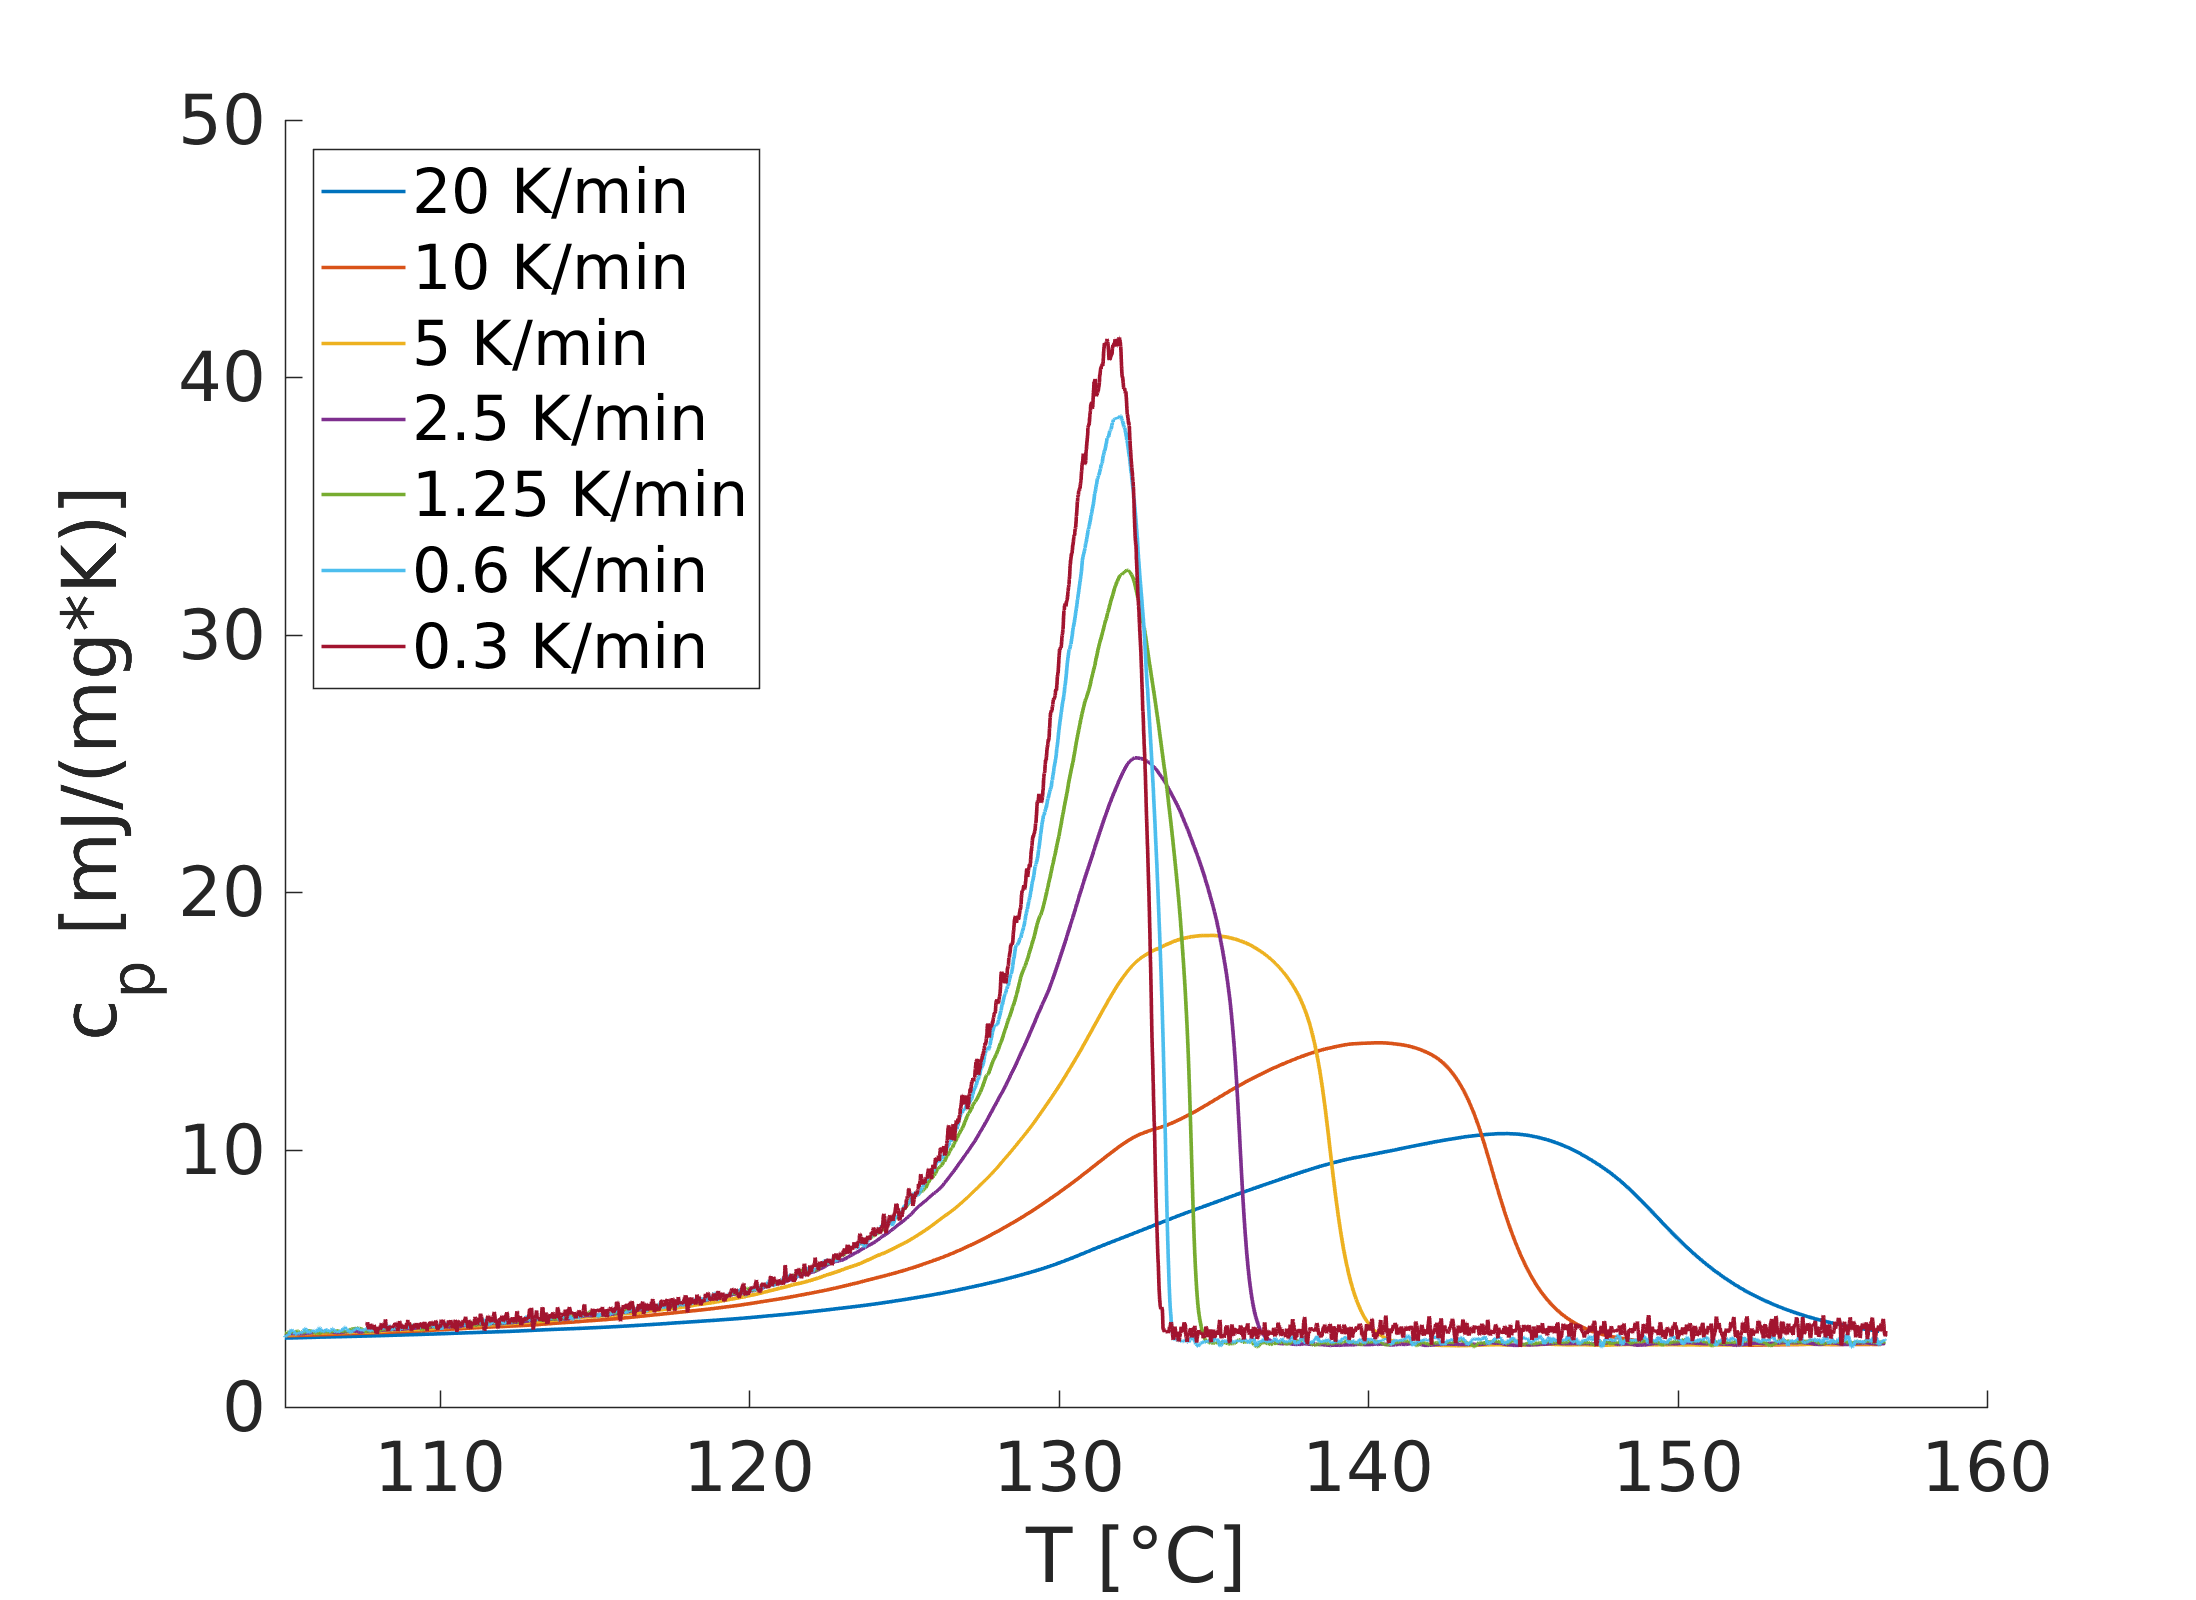 50
40
30
20
10
0
20 K/min
10 K/min
5 K/min
2.5 K/min
1.25 K/min
0.6 K/min
0.3 K/min
c_p [mJ/(mg*K)]
110 120 130 140 150 160
T [°C]